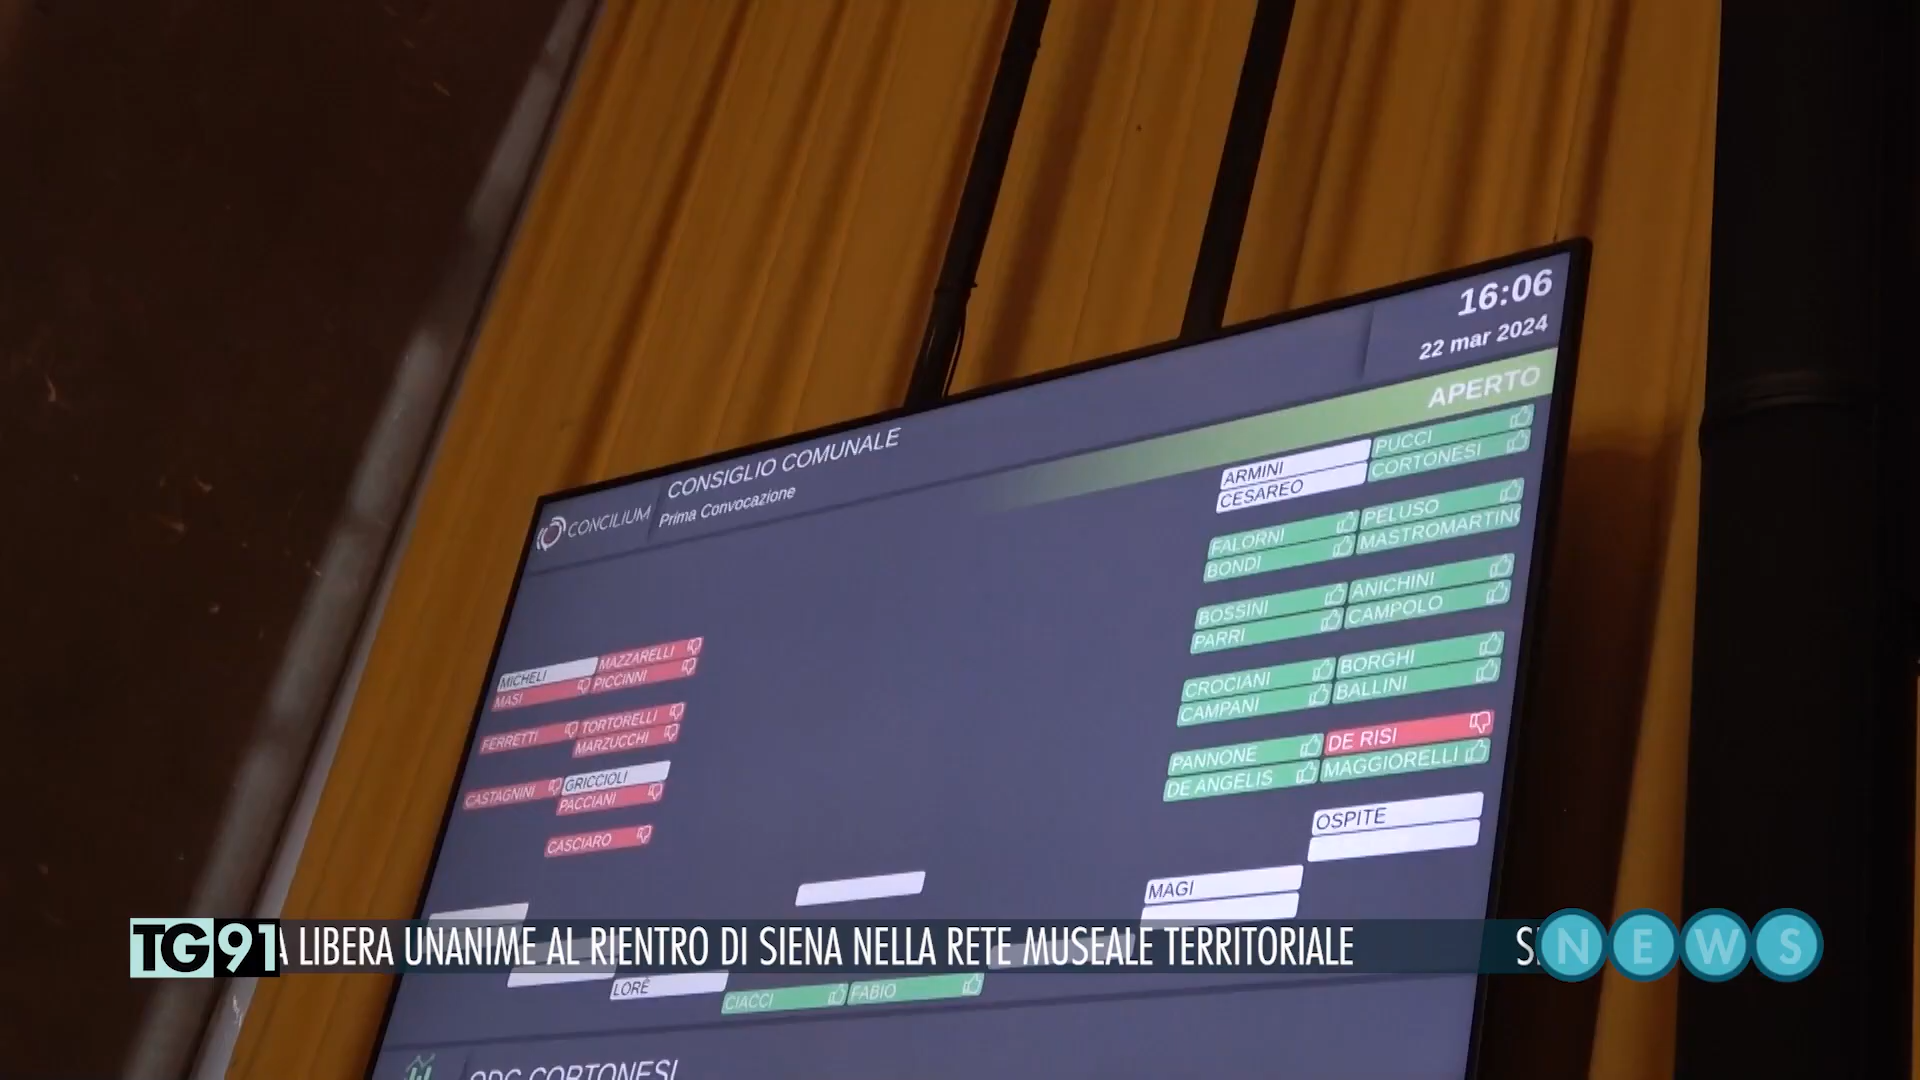 16:06
22 mar 2024
APERTO
CONCILIUM
CONSIGLIO COMUNALE
Prima Convocazione
ARMINI
PUCCI
CESAREO
CORTONESI
FALORNI
PELUSO
BONDI
MASTROMARTINO
BOSSINI
ANICHINI
PARRI
CAMPOLO
CROCIANI
BORGHI
CAMPANI
BALLINI
PANNONE
DE RISI
DE ANGELIS
MAGGIORELLI
OSPITE
MAGI
MICHELI
MAZZARELLI
MASI
PICCINNI
FERRETTI
TORTORELLI
MARZUCCHI
CASTAGNINI
GRICCIOLI
PACCIANI
CASCIARO
TG91
A LIBERA UNANIME AL RIENTRO DI SIENA NELLA RETE MUSEALE TERRITORIALE
NEWS
LORÈ
CIACCI
FABIO
ODG CORTONESI